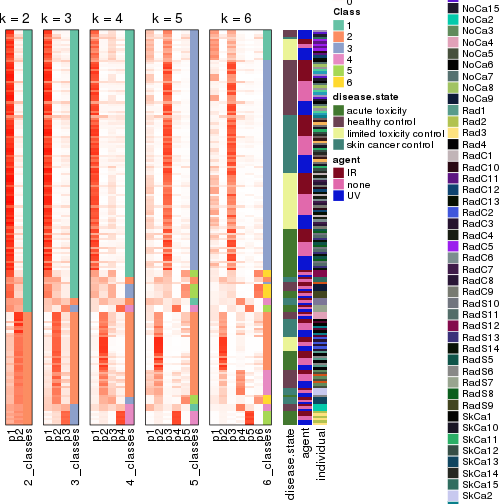 k = 2
k = 3
k = 4
k = 5
k = 6
p1
p2
2_classes
p1
p2
p3
3_classes
p1
p2
p3
p4
4_classes
p1
p2
p3
p4
p5
5_classes
p1
p2
p3
p4
p5
p6
6_classes
disease.state
agent
individual
0
Class
1
2
3
4
5
6
disease.state
acute toxicity
healthy control
limited toxicity control
skin cancer control
agent
IR
none
UV
NoCa15
NoCa2
NoCa3
NoCa4
NoCa5
NoCa6
NoCa7
NoCa8
NoCa9
Rad1
Rad2
Rad3
Rad4
RadC1
RadC10
RadC11
RadC12
RadC13
RadC2
RadC3
RadC4
RadC5
RadC6
RadC7
RadC8
RadC9
RadS10
RadS11
RadS12
RadS13
RadS14
RadS5
RadS6
RadS7
RadS8
RadS9
SkCa1
SkCa10
SkCa11
SkCa12
SkCa13
SkCa14
SkCa15
SkCa2